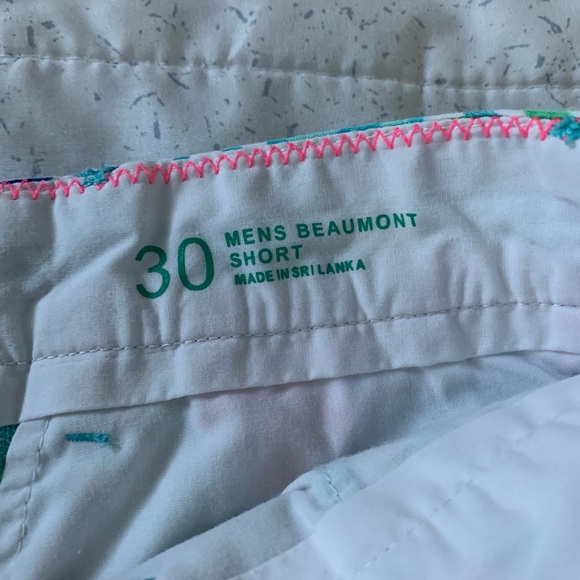 30
MENS BEAUMONT
SHORT
MADE IN SRI LANKA